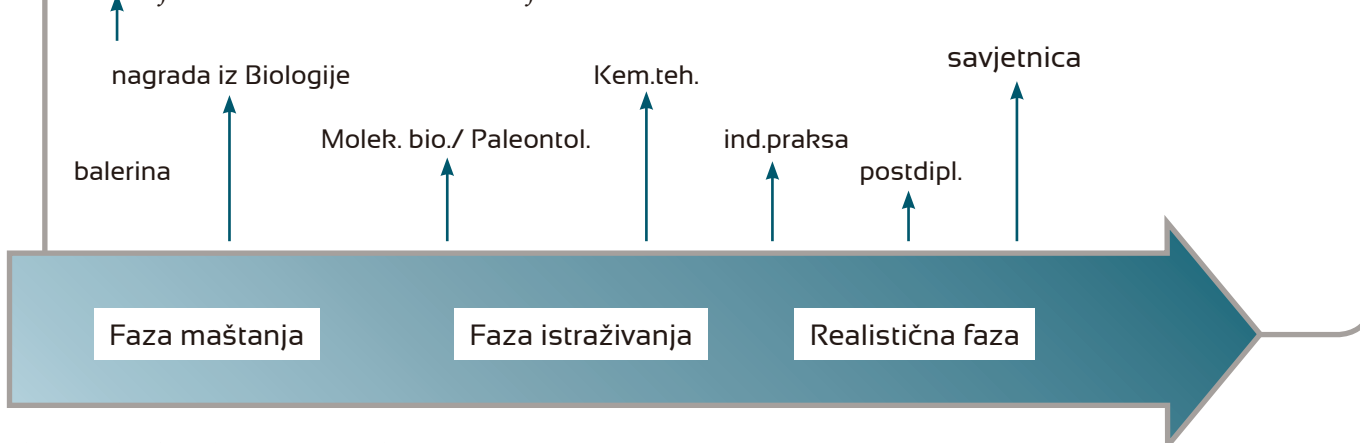 savjetnica
nagrada iz Biologije
Kem.teh.
Molek. bio./ Paleontol.
ind.praksa
balerina
postdipl.
Faza maštanja
Faza istraživanja
Realistična faza